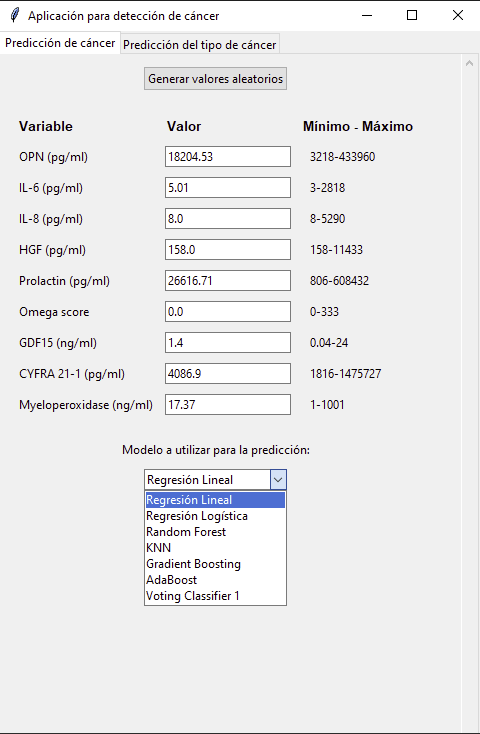 Aplicación para detección de cáncer
Predicción de cáncer Predicción del tipo de cáncer
Generar valores aleatorios
Variable Valor Mínimo - Máximo
OPN (pg/ml) 18204.53 3218-433960
IL-6 (pg/ml) 5.01 3-2818
IL-8 (pg/ml) 8.0 8-5290
HGF (pg/ml) 158.0 158-11433
Prolactin (pg/ml) 26616.71 806-608432
Omega score 0.0 0-333
GDF15 (ng/ml) 1.4 0.04-24
CYFRA 21-1 (pg/ml) 4086.9 1816-1475727
Myeloperoxidase (ng/ml) 17.37 1-1001
Modelo a utilizar para la predicción:
Regresión Lineal
Regresión Lineal
Regresión Logística
Random Forest
KNN
Gradient Boosting
AdaBoost
Voting Classifier 1